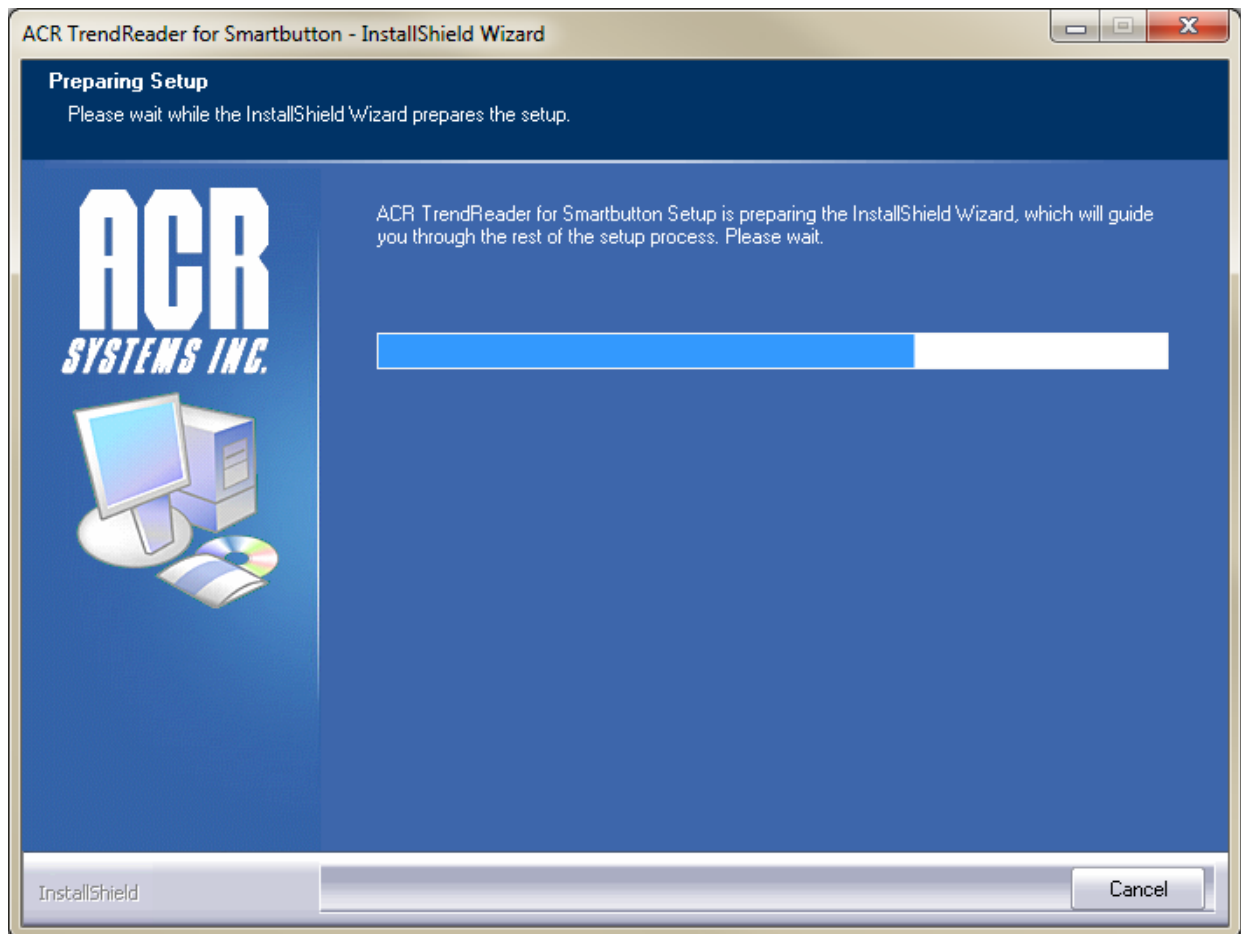 ACR TrendReader for Smartbutton - InstallShield Wizard
Preparing Setup
Please wait while the InstallShield Wizard prepares the setup.
ACR
SYSTEMS INC.
ACR TrendReader for Smartbutton Setup is preparing the InstallShield Wizard, which will guide
you through the rest of the setup process. Please wait.
InstallShield
Cancel